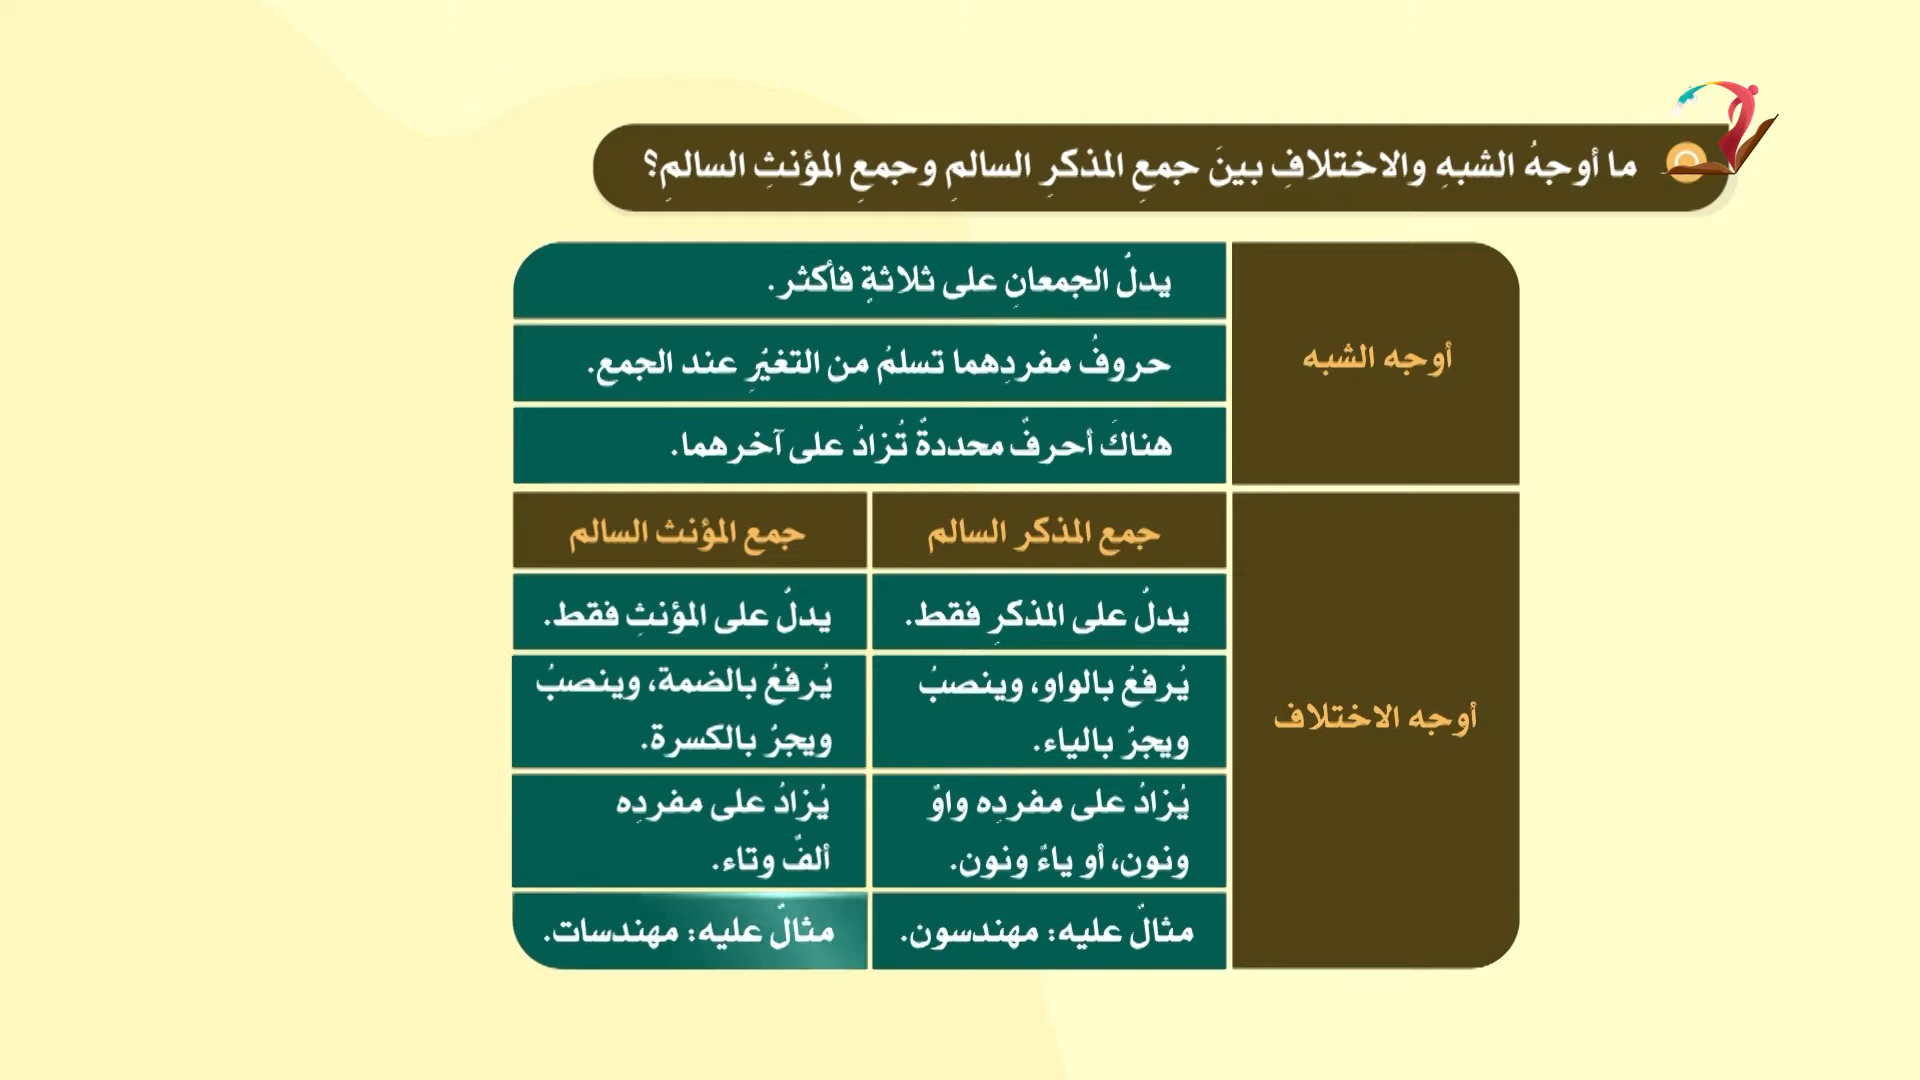 ما أوجهُ الشبهِ والاختلافِ بينَ جمعِ المذكرِ السالمِ وجمعِ المؤنثِ السالمِ؟
أوجه الشبه
يدلُ الجمعانِ على ثلاثةٍ فأكثر.
حروفُ مفردِهما تسلمُ من التغيُرِ عند الجمع.
هناكَ أحرفٌ محددةٌ تُزادُ على آخرهما.
أوجه الاختلاف
جمع المذكر السالم
جمع المؤنث السالم
يدلُ على المذكرِ فقط.
يدلُ على المؤنثِ فقط.
يُرفعُ بالواو، وينصبُ
ويجرُ بالياء.
يُرفعُ بالضمة، وينصبُ
ويجرُ بالكسرة.
يُزادُ على مفردِه واوٌ
ونون، أو ياءٌ ونون.
يُزادُ على مفردِه
ألفٌ وتاء.
مثالٌ عليه: مهندسون.
مثالٌ عليه: مهندسات.